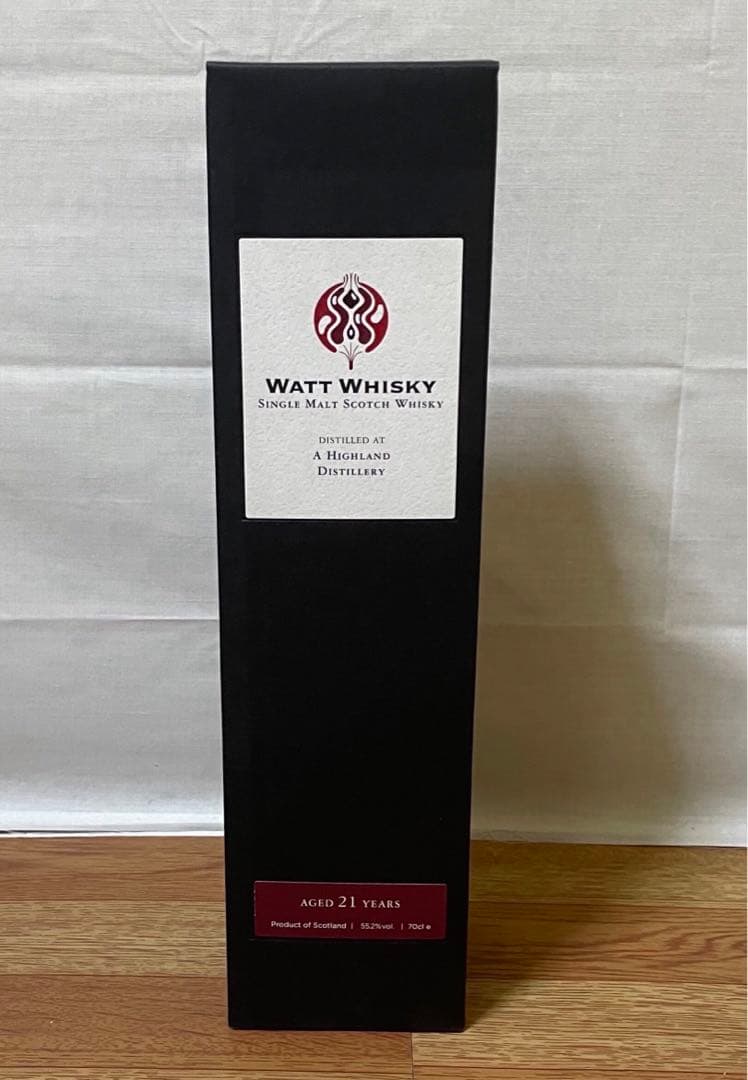 WATT WHISKY
SINGLE MALT SCOTCH WHISKY
DISTILLED AT
A HIGHLAND
DISTILLERY
AGED 21 YEARS
Product of Scotland | 55.2%vol. | 70cl e